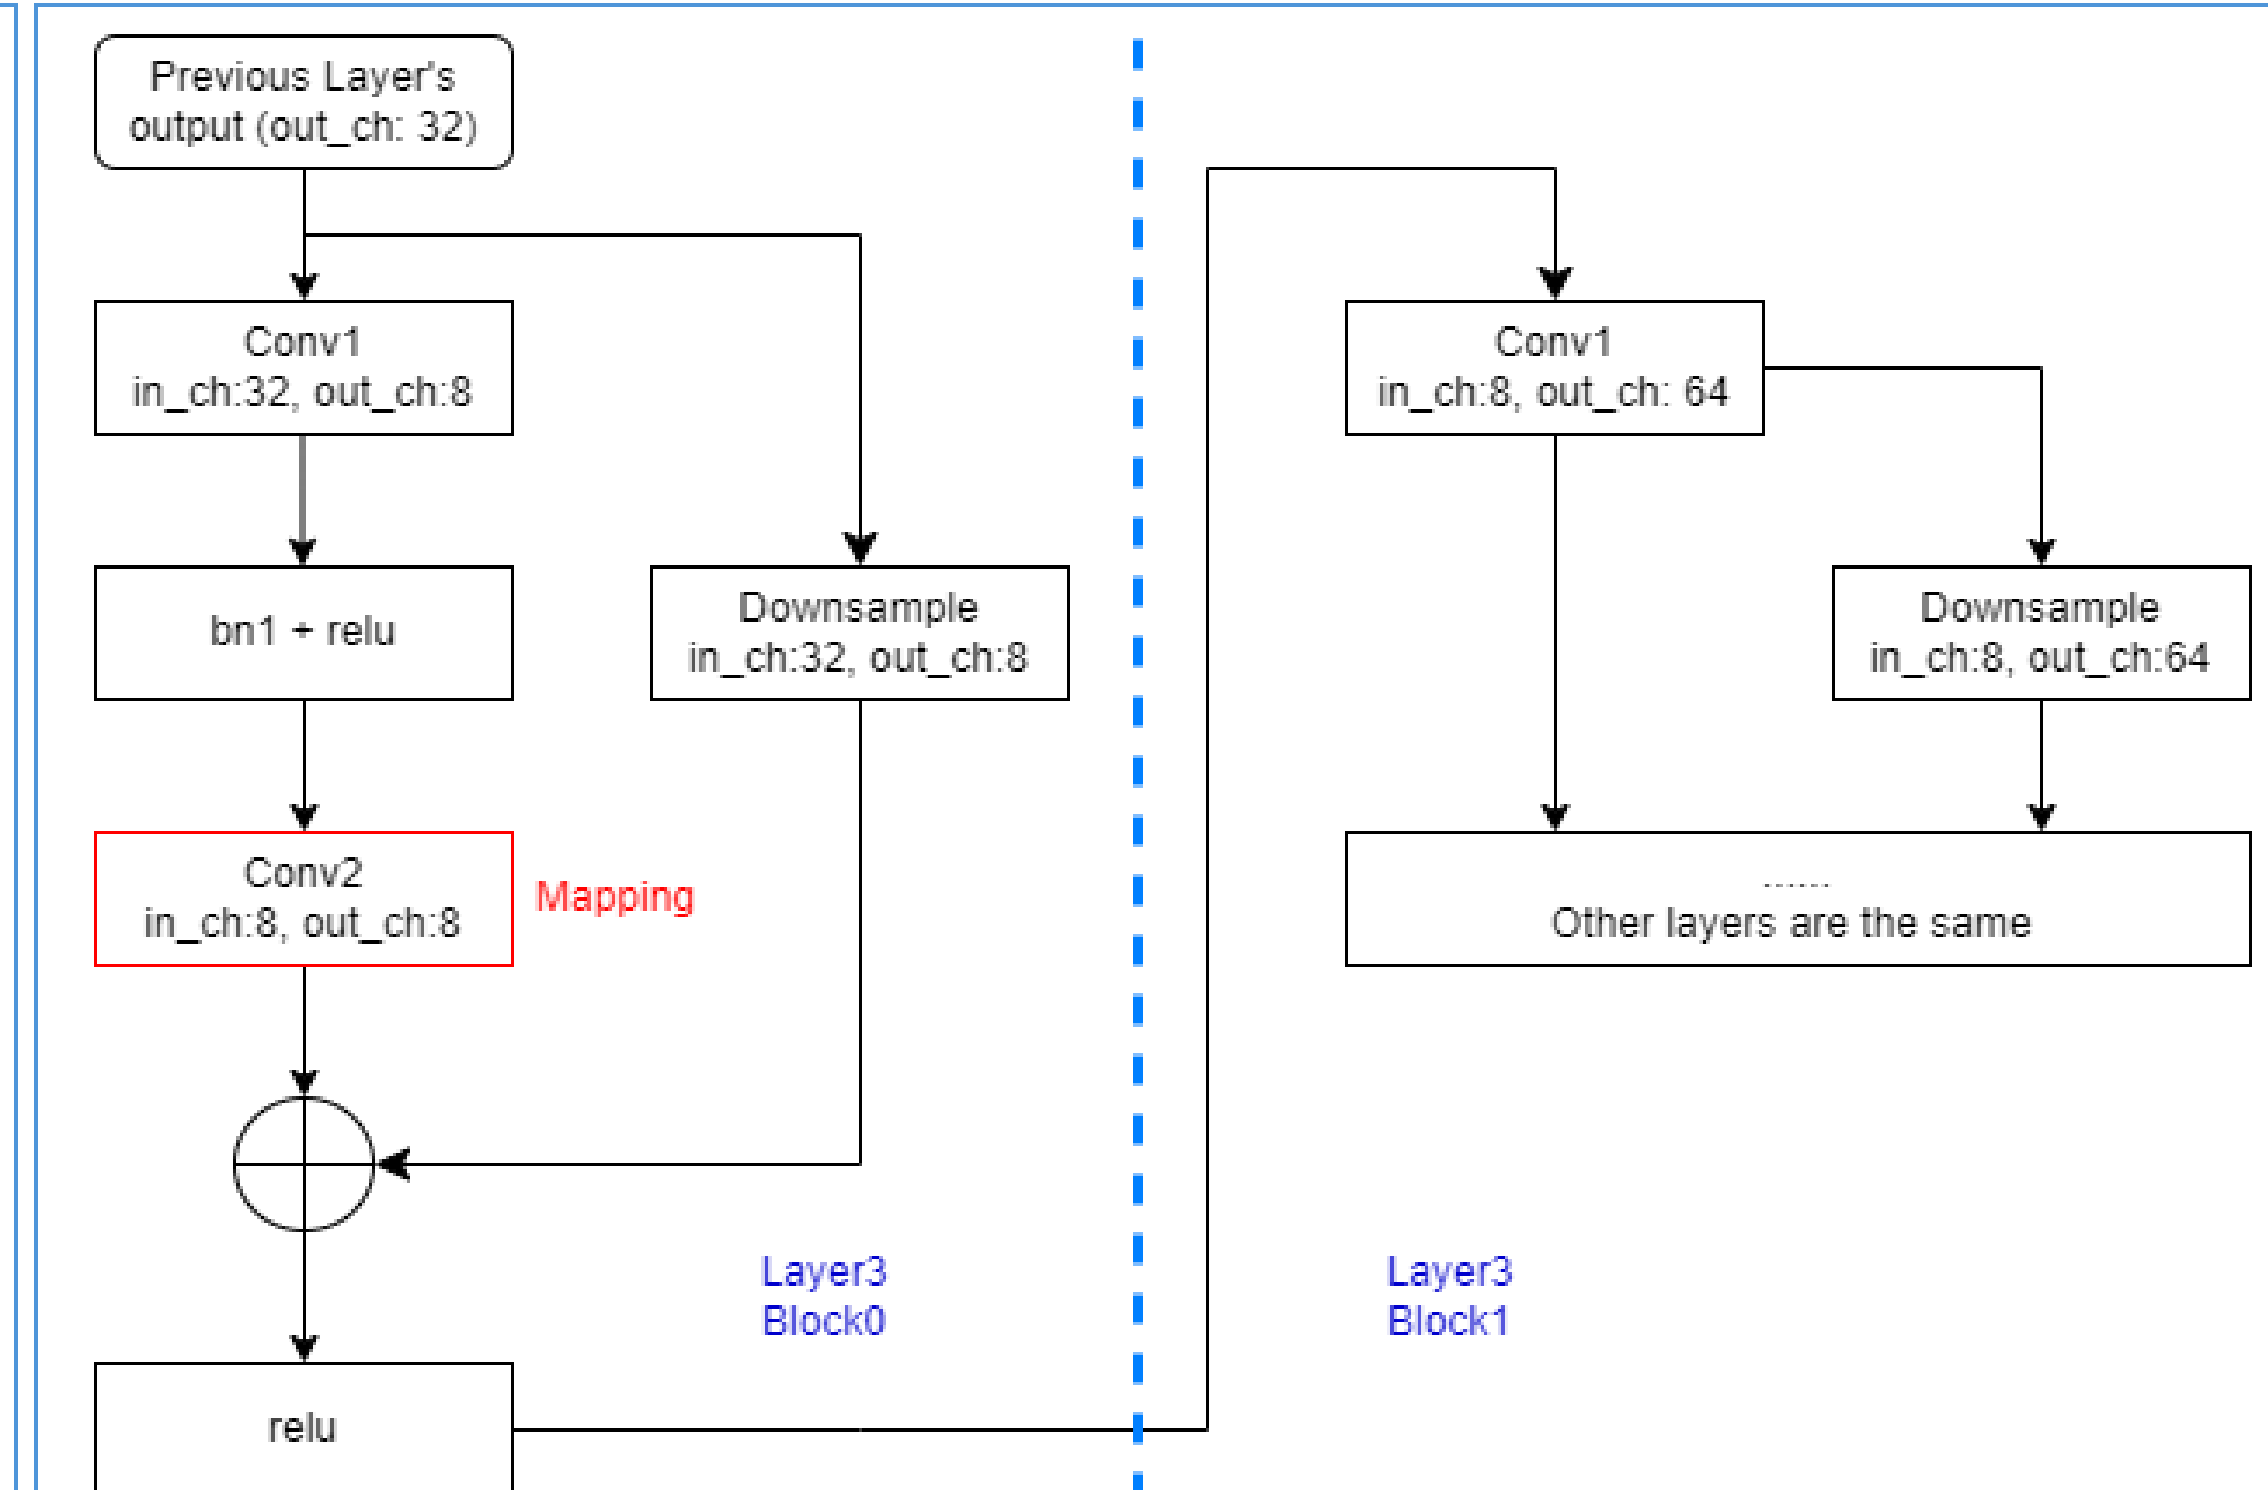 Previous Layer's
output (out_ch: 32)
Conv1
in_ch:32, out_ch:8
bn1 + relu
Downsample
in_ch:32, out_ch:8
Conv2
in_ch:8, out_ch:8
Mapping
Layer3
Block0
relu
Conv1
in_ch:8, out_ch: 64
Downsample
in_ch:8, out_ch:64
......
Other layers are the same
Layer3
Block1